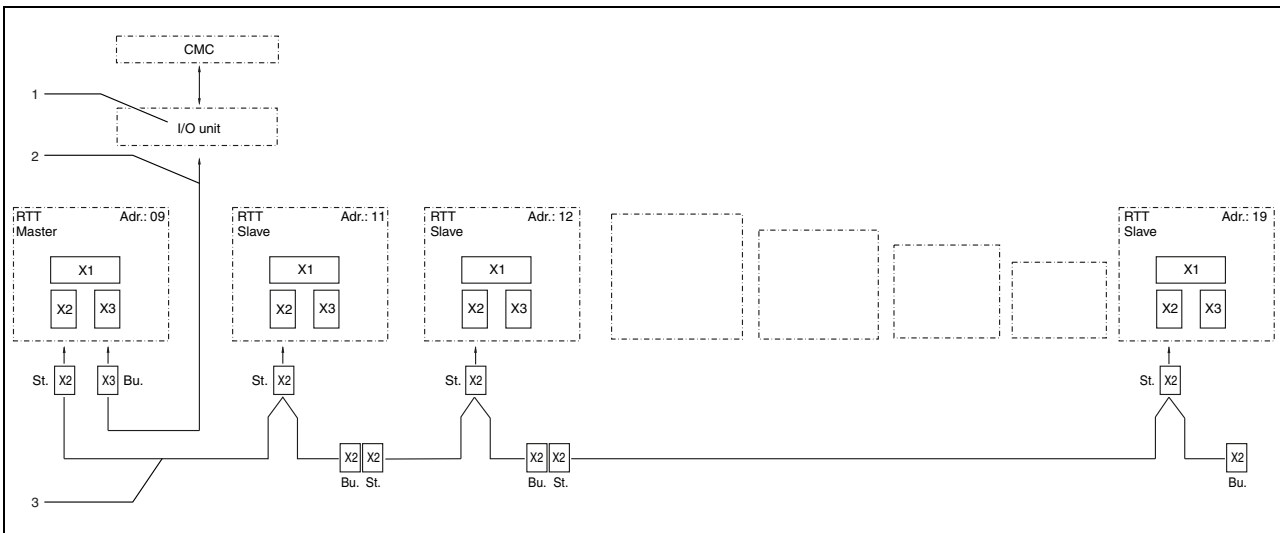 CMC
1
I/O unit
2
RTT Adr.: 09
Master
X1
X2 X3
RTT Adr.: 11
Slave
X1
X2 X3
RTT Adr.: 12
Slave
X1
X2 X3
RTT Adr.: 19
Slave
X1
X2 X3
St. X2 X3 Bu.
St. X2
St. X2
St. X2
X2 X2
Bu. St.
X2 X2
Bu. St.
X2
Bu.
3